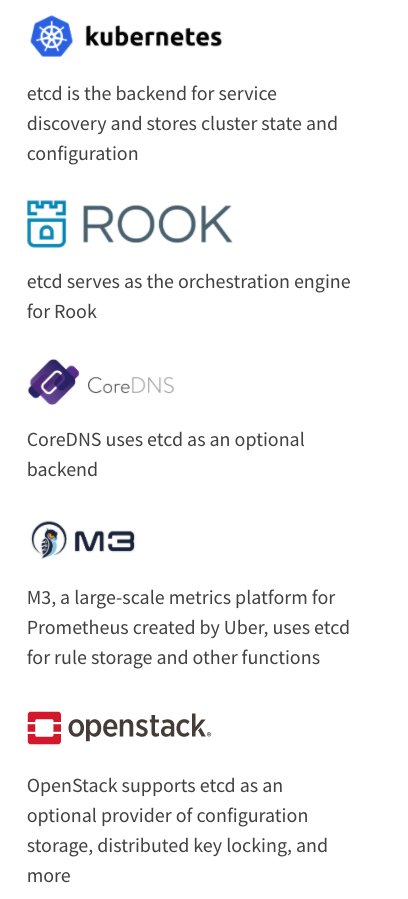 kubernetes
etcd is the backend for service
discovery and stores cluster state and
configuration
ROOK
etcd serves as the orchestration engine
for Rook
CoreDNS
CoreDNS uses etcd as an optional
backend
M3
M3, a large-scale metrics platform for
Prometheus created by Uber, uses etcd
for rule storage and other functions
openstack.
OpenStack supports etcd as an
optional provider of configuration
storage, distributed key locking, and
more